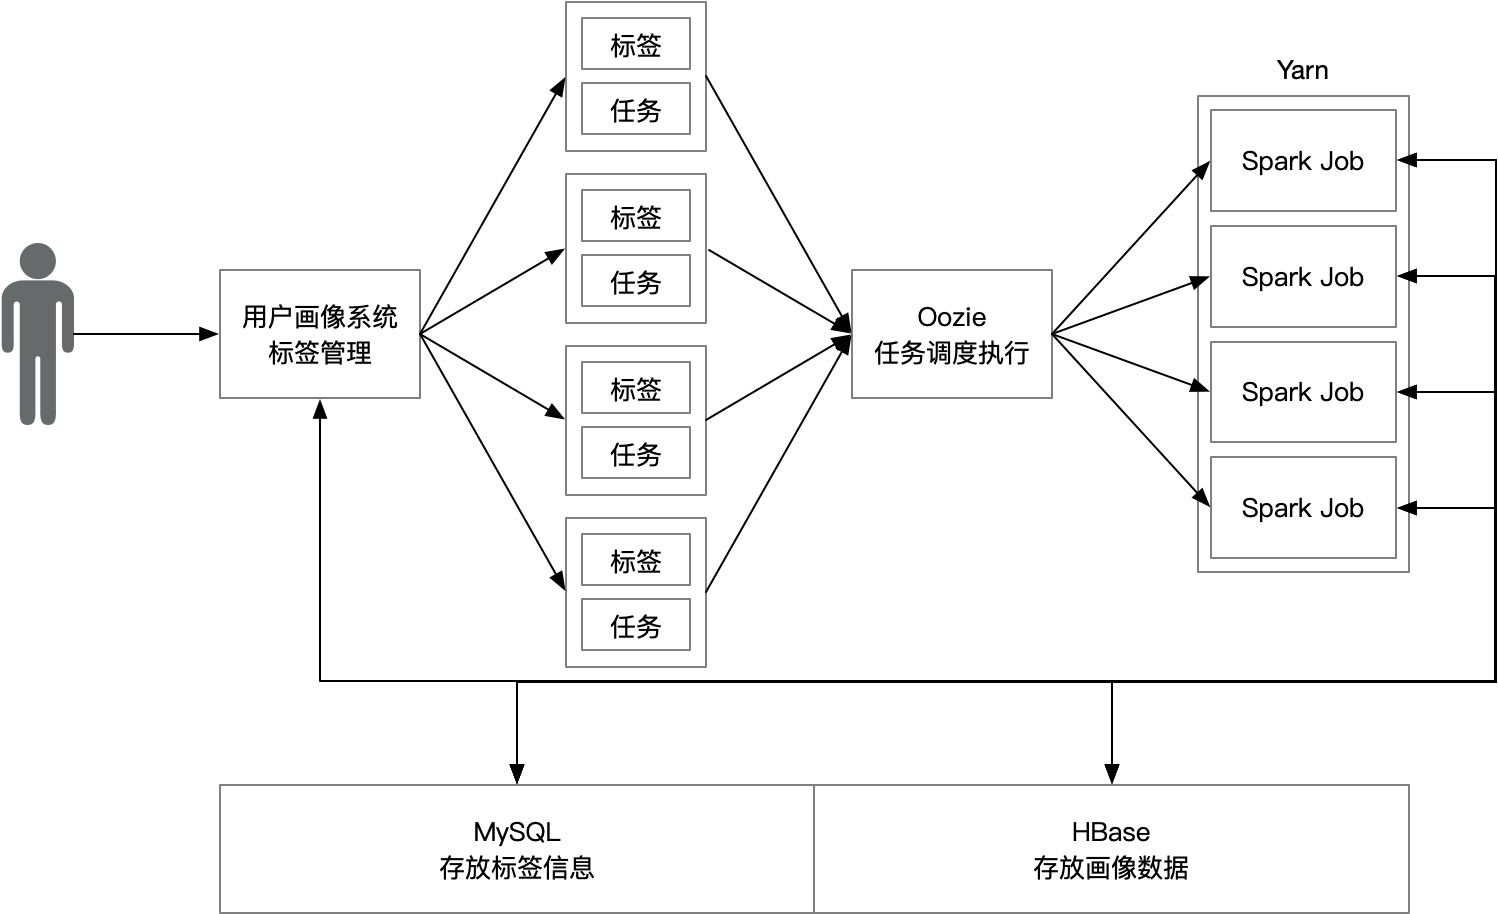 标签
任务
标签
任务
标签
任务
标签
任务
用户画像系统
标签管理
Oozie
任务调度执行
Yarn
Spark Job
Spark Job
Spark Job
Spark Job
MySQL
存放标签信息
HBase
存放画像数据